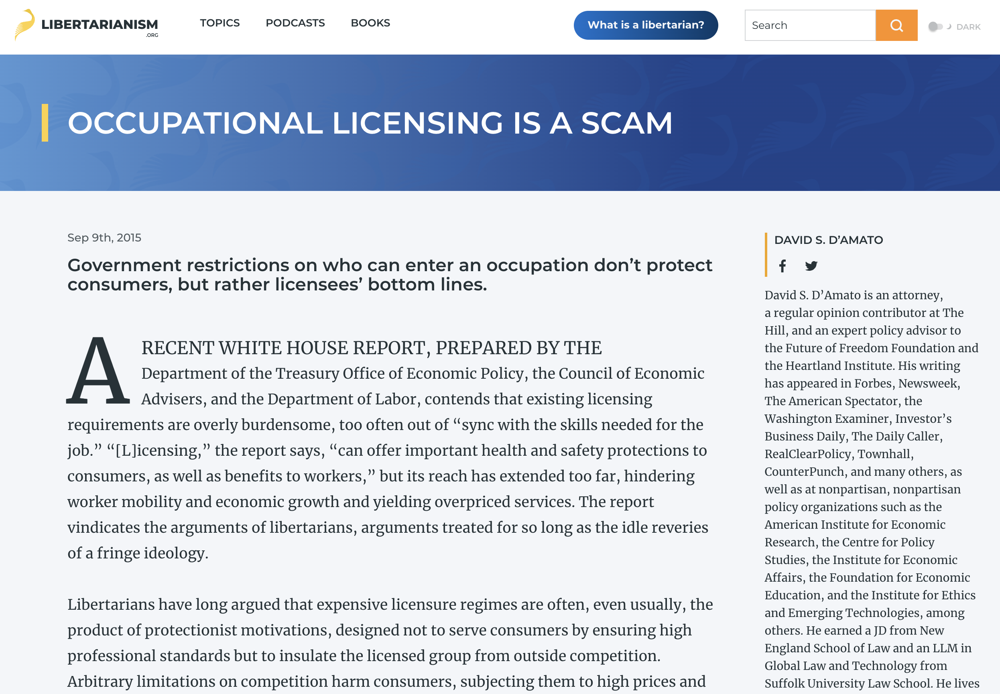 LIBERTARIANISM
.ORG
TOPICS
PODCASTS
BOOKS
What is a libertarian?
Search
DARK
OCCUPATIONAL LICENSING IS A SCAM
Sep 9th, 2015
Government restrictions on who can enter an occupation don’t protect
consumers, but rather licensees’ bottom lines.
A RECENT WHITE HOUSE REPORT, PREPARED BY THE
Department of the Treasury Office of Economic Policy, the Council of Economic
Advisers, and the Department of Labor, contends that existing licensing
requirements are overly burdensome, too often out of “sync with the skills needed for the
job.” “[L]icensing,” the report says, “can offer important health and safety protections to
consumers, as well as benefits to workers,” but its reach has extended too far, hindering
worker mobility and economic growth and yielding overpriced services. The report
vindicates the arguments of libertarians, arguments treated for so long as the idle reveries
of a fringe ideology.
Libertarians have long argued that expensive licensure regimes are often, even usually, the
product of protectionist motivations, designed not to serve consumers by ensuring high
professional standards but to insulate the licensed group from outside competition.
Arbitrary limitations on competition harm consumers, subjecting them to high prices and
DAVID S. D’AMATO
David S. D’Amato is an attorney,
a regular opinion contributor at The
Hill, and an expert policy advisor to
the Future of Freedom Foundation and
the Heartland Institute. His writing
has appeared in Forbes, Newsweek,
The American Spectator, the
Washington Examiner, Investor’s
Business Daily, The Daily Caller,
RealClearPolicy, Townhall,
CounterPunch, and many others, as
well as at nonpartisan, nonpartisan
policy organizations such as the
American Institute for Economic
Research, the Centre for Policy
Studies, the Institute for Economic
Affairs, the Foundation for Economic
Education, and the Institute for Ethics
and Emerging Technologies, among
others. He earned a JD from New
England School of Law and an LLM in
Global Law and Technology from
Suffolk University Law School. He lives